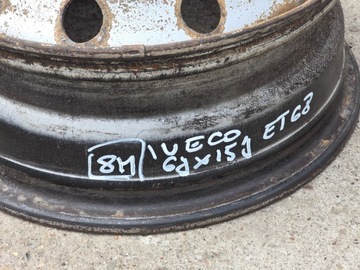 8M IVECO
6J x 15J ET68